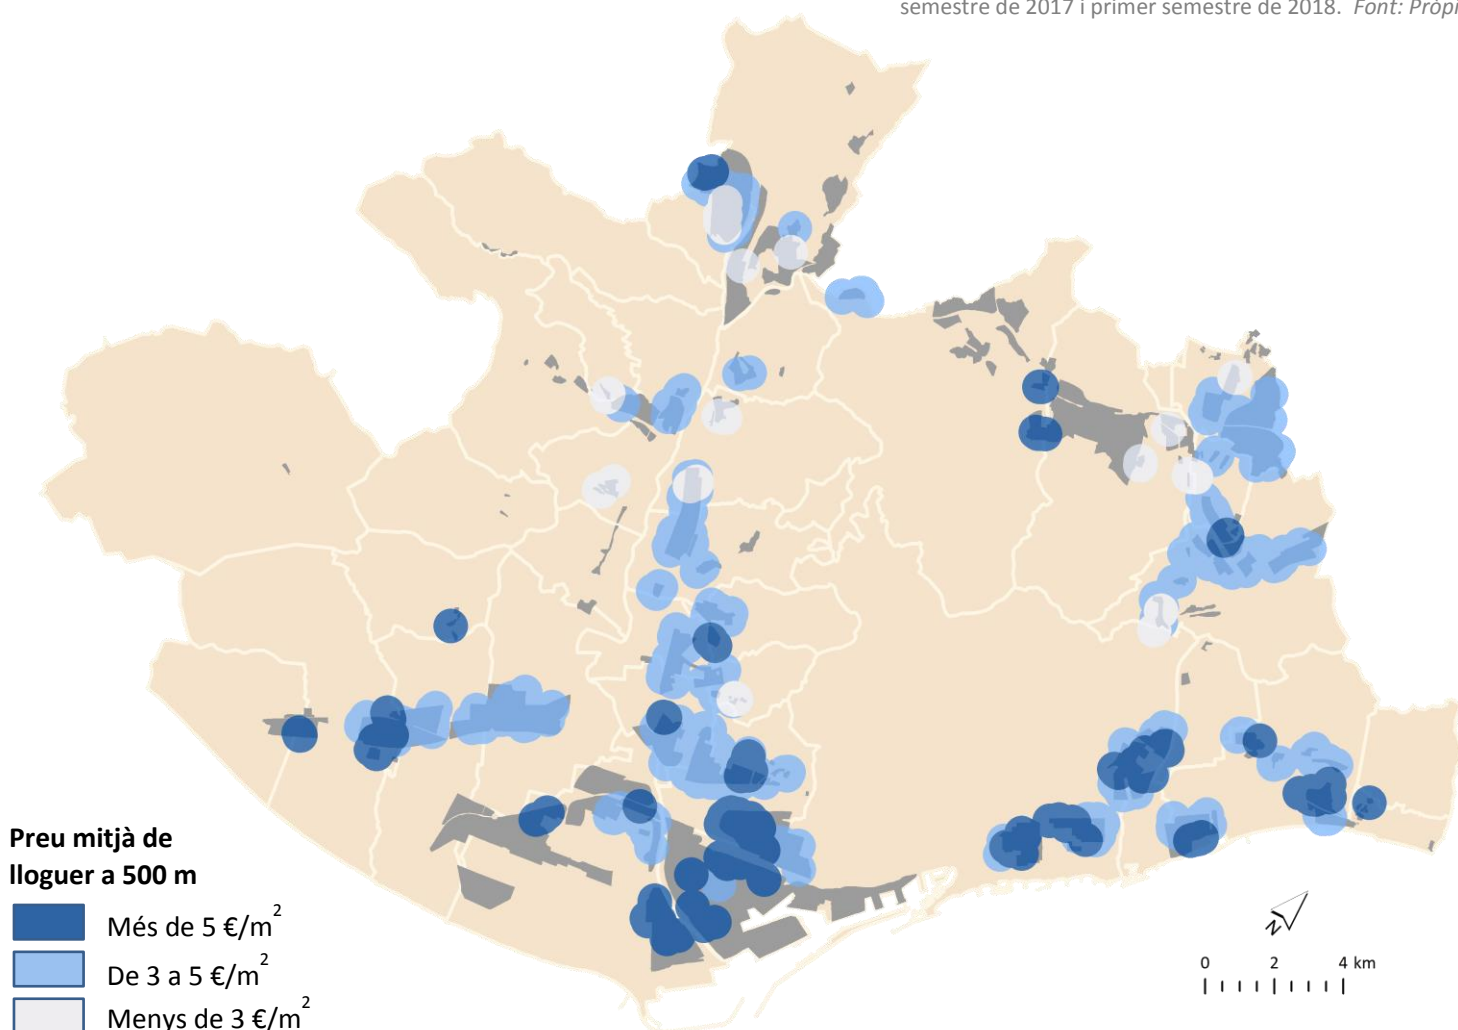 semestre de 2017 i primer semestre de 2018. Font: Pròpi
Preu mitjà de
lloguer a 500 m
Més de 5 €/m²
De 3 a 5 €/m²
Menys de 3 €/m²
N
0 2 4 km